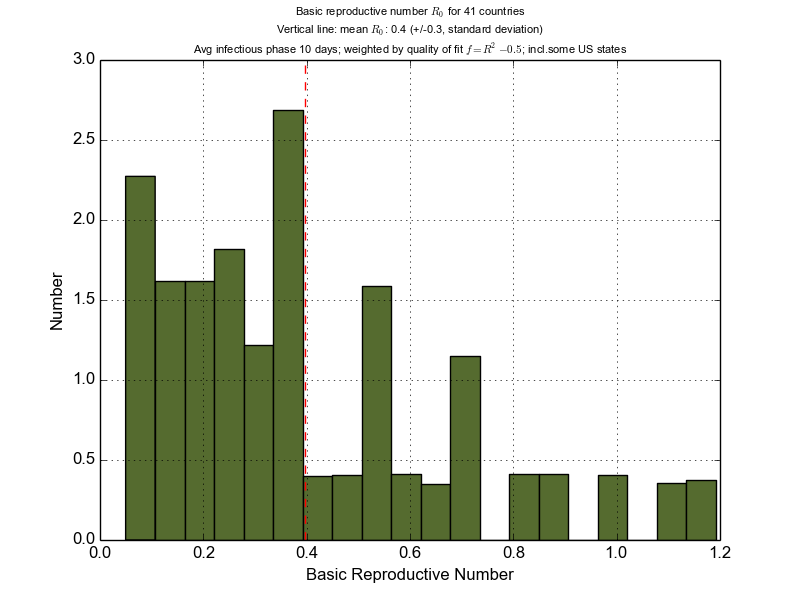 Basic reproductive number R₀ for 41 countries
Vertical line: mean R₀: 0.4 (+/-0.3, standard deviation)
Avg infectious phase 10 days; weighted by quality of fit f=R² −0.5; incl.some US states
3.0
2.5
2.0
1.5
1.0
0.5
0.0
Number
0.0 0.2 0.4 0.6 0.8 1.0 1.2
Basic Reproductive Number